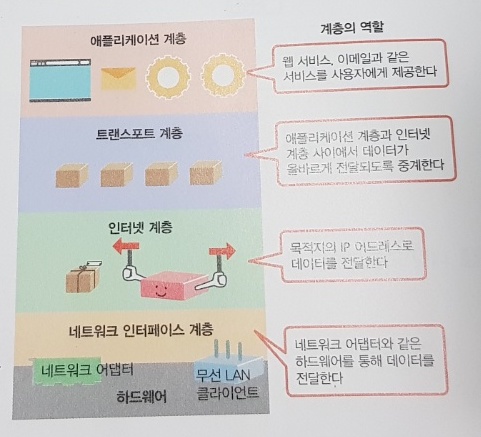 계층의 역할
애플리케이션 계층
웹 서비스, 이메일과 같은
서비스를 사용자에게 제공한다
트랜스포트 계층
애플리케이션 계층과 인터넷
계층 사이에서 데이터가
올바르게 전달되도록 중계한다
인터넷 계층
목적지의 IP 어드레스로
데이터를 전달한다
네트워크 인터페이스 계층
네트워크 어댑터와 같은
하드웨어를 통해 데이터를
전달한다
네트워크 어댑터
무선 LAN
클라이언트
하드웨어